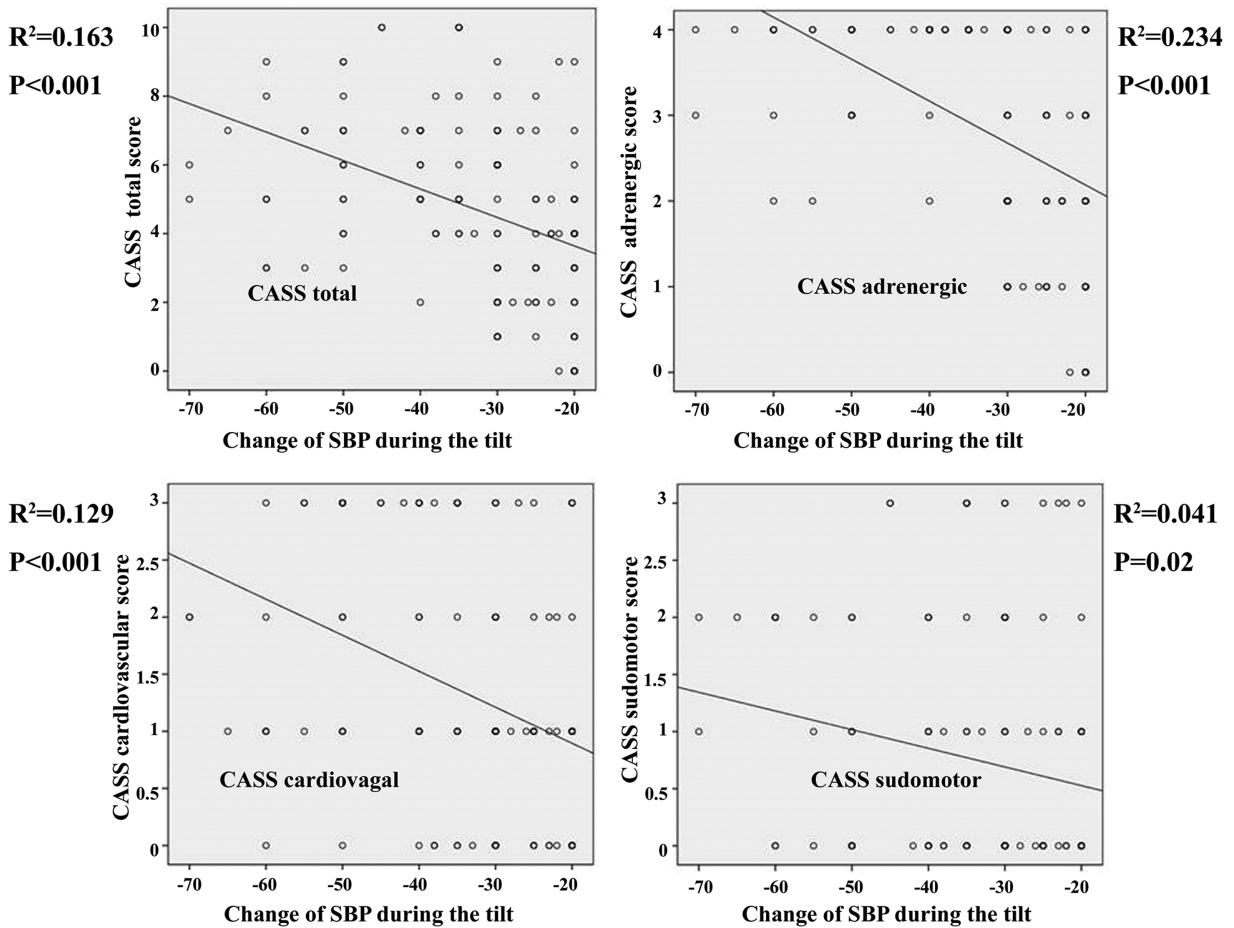 R²=0.163
P<0.001
CASS total score
10
8
6
4
2
0
CASS total
-70 -60 -50 -40 -30 -20
Change of SBP during the tilt
R²=0.234
P<0.001
CASS adrenergic score
4
3
2
1
0
CASS adrenergic
-70 -60 -50 -40 -30 -20
Change of SBP during the tilt
R²=0.129
P<0.001
CASS cardlovascular score
3
2.5
2
1.5
1
0.5
0
CASS cardiovagal
-70 -60 -50 -40 -30 -20
Change of SBP during the tilt
R²=0.041
P=0.02
CASS sudomotor score
3
2.5
2
1.5
1
0.5
0
CASS sudomotor
-70 -60 -50 -40 -30 -20
Change of SBP during the tilt